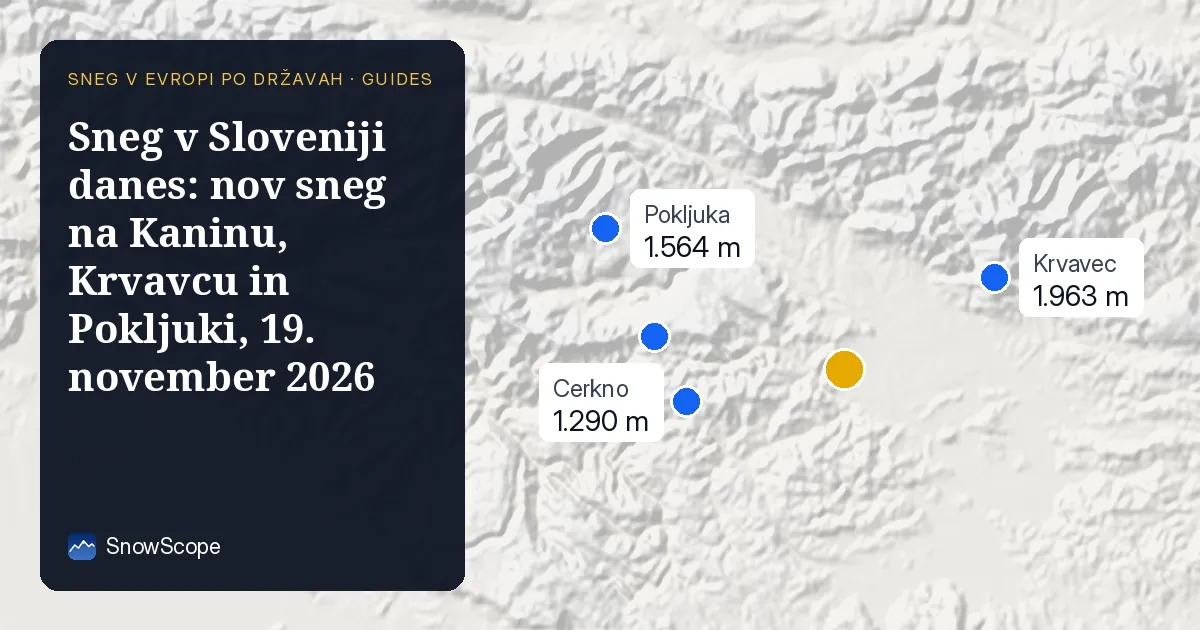 SNEG V EVROPI PO DRŽAVAH · GUIDES
Sneg v Sloveniji
danes: nov sneg
na Kaninu,
Krvavcu in
Pokljuki, 19.
november 2026
SnowScope
Pokljuka
1.564 m
Krvavec
1.963 m
Cerkno
1.290 m